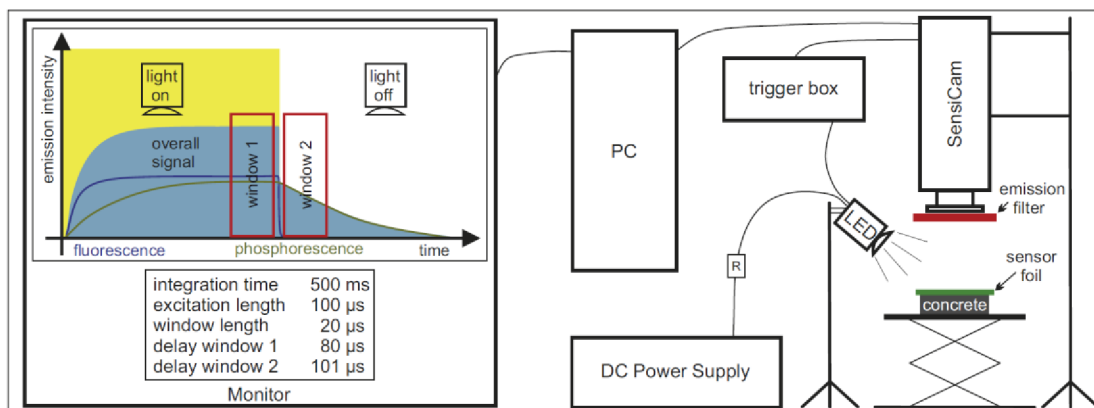 emission intensity
light
on
light
off
overall
signal
window 1
window 2
fluorescence
phosphorescence
time
integration time 500 ms
excitation length 100 µs
window length 20 µs
delay window 1 80 µs
delay window 2 101 µs
Monitor
PC
trigger box
SensiCam
emission
filter
LED
R
sensor
foil
concrete
DC Power Supply